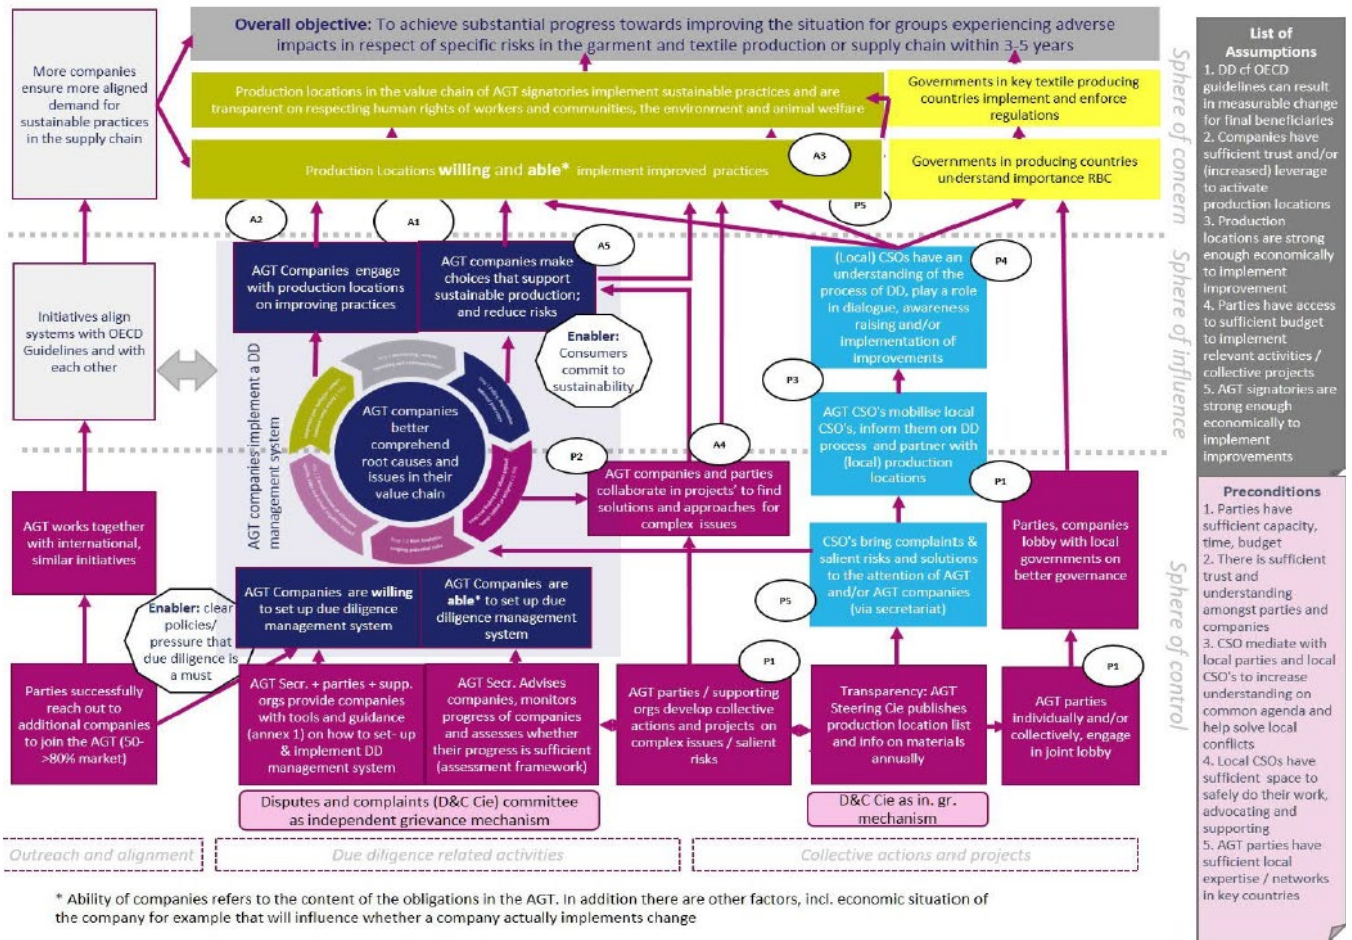 Overall objective: To achieve substantial progress towards improving the situation for groups experiencing adverse
impacts in respect of specific risks in the garment and textile production or supply chain within 3-5 years
More companies
ensure more aligned
demand for
sustainable practices
in the supply chain
Production locations in the value chain of AGT signatories implement sustainable practices and are
transparent on respecting human rights of workers and communities, the environment and animal welfare
Governments in key textile producing
countries implement and enforce
regulations
Production Locations willing and able* implement improved practices
A3
Governments in producing countries
understand importance RBC
Sphere of concern
A2
A1
A5
P5
P4
Initiatives align
systems with OECD
Guidelines and with
each other
AGT Companies engage
with production locations
on improving practices
AGT companies make
choices that support
sustainable production;
and reduce risks
Enabler:
Consumers
commit to
sustainability
(Local) CSOs have an
understanding of the
process of DD, play a role
in dialogue, awareness
raising and/or
implementation of
improvements
Sphere of influence
AGT companies implement a DD
management system
AGT companies
better
comprehend
root causes and
issues in their
value chain
P3
AGT CSO's mobilise local
CSO's, inform them on DD
process and partner with
(local) production
locations
P2
A4
P1
AGT works together
with international,
similar initiatives
AGT companies and parties
collaborate in projects' to find
solutions and approaches for
complex issues
Parties, companies
lobby with local
governments on
better governance
CSO's bring complaints &
salient risks and solutions
to the attention of AGT
and/or AGT companies
(via secretariat)
P5
Sphere of control
Enabler: clear
policies/
pressure that
due diligence is
a must
AGT Companies are willing
to set up due diligence
management system
AGT Companies are
able* to set up due
diligence management
system
P1
P1
Parties successfully
reach out to
additional companies
to join the AGT (50-
>80% market)
AGT Secr. + parties + supp.
orgs provide companies
with tools and guidance
(annex 1) on how to set- up
& implement DD
management system
AGT Secr. Advises
companies, monitors
progress of companies
and assesses whether
their progress is sufficient
(assessment framework)
AGT parties / supporting
orgs develop collective
actions and projects on
complex issues / salient
risks
Transparency: AGT
Steering Cie publishes
production location list
and info on materials
annually
AGT parties
individually and/or
collectively, engage
in joint lobby
Disputes and complaints (D&C Cie) committee
as independent grievance mechanism
D&C Cie as in. gr.
mechanism
Outreach and alignment
Due diligence related activities
Collective actions and projects
* Ability of companies refers to the content of the obligations in the AGT. In addition there are other factors, incl. economic situation of
the company for example that will influence whether a company actually implements change
List of
Assumptions
1. DD cf OECD
guidelines can result
in measurable change
for final beneficiaries
2. Companies have
sufficient trust and/or
(increased) leverage
to activate
production locations
3. Production
locations are strong
enough economically
to implement
improvement
4. Parties have access
to sufficient budget
to implement
relevant activities /
collective projects
5. AGT signatories are
strong enough
economically to
implement
improvements
Preconditions
1. Parties have
sufficient capacity,
time, budget
2. There is sufficient
trust and
understanding
amongst parties and
companies
3. CSO mediate with
local parties and local
CSO's to increase
understanding on
common agenda and
help solve local
conflicts
4. Local CSOs have
sufficient space to
safely do their work,
advocating and
supporting
5. AGT parties have
sufficient local
expertise / networks
in key countries